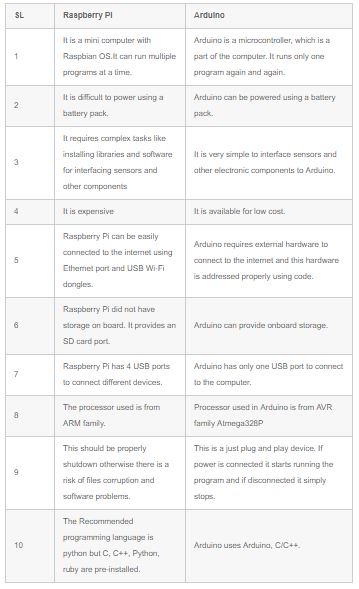 SL Raspberry Pi Arduino
It is a mini computer with
Raspbian OS.It can run multiple
programs at a time.
1
Arduino is a microcontroller, which is a
part of the computer. It runs only one
program again and again.
2
It is difficult to power using a
battery pack.
Arduino can be powered using a battery
pack.
3
It requires complex tasks like
installing libraries and software
for interfacing sensors and
other components
It is very simple to interface sensors and
other electronic components to Arduino.
4 It is expensive It is available for low cost.
5
Raspberry Pi can be easily
connected to the internet using
Ethernet port and USB Wi-Fi
dongles.
Arduino requires external hardware to
connect to the internet and this hardware
is addressed properly using code.
6
Raspberry Pi did not have
storage on board. It provides an
SD card port.
Arduino can provide onboard storage.
7
Raspberry Pi has 4 USB ports
to connect different devices.
Arduino has only one USB port to connect
to the computer.
8
The processor used is from
ARM family.
Processor used in Arduino is from AVR
family Atmega328P
9
This should be properly
shutdown otherwise there is a
risk of files corruption and
software problems.
This is a just plug and play device. If
power is connected it starts running the
program and if disconnected it simply
stops.
10
The Recommended
programming language is
python but C, C++, Python,
ruby are pre-installed.
Arduino uses Arduino, C/C++.